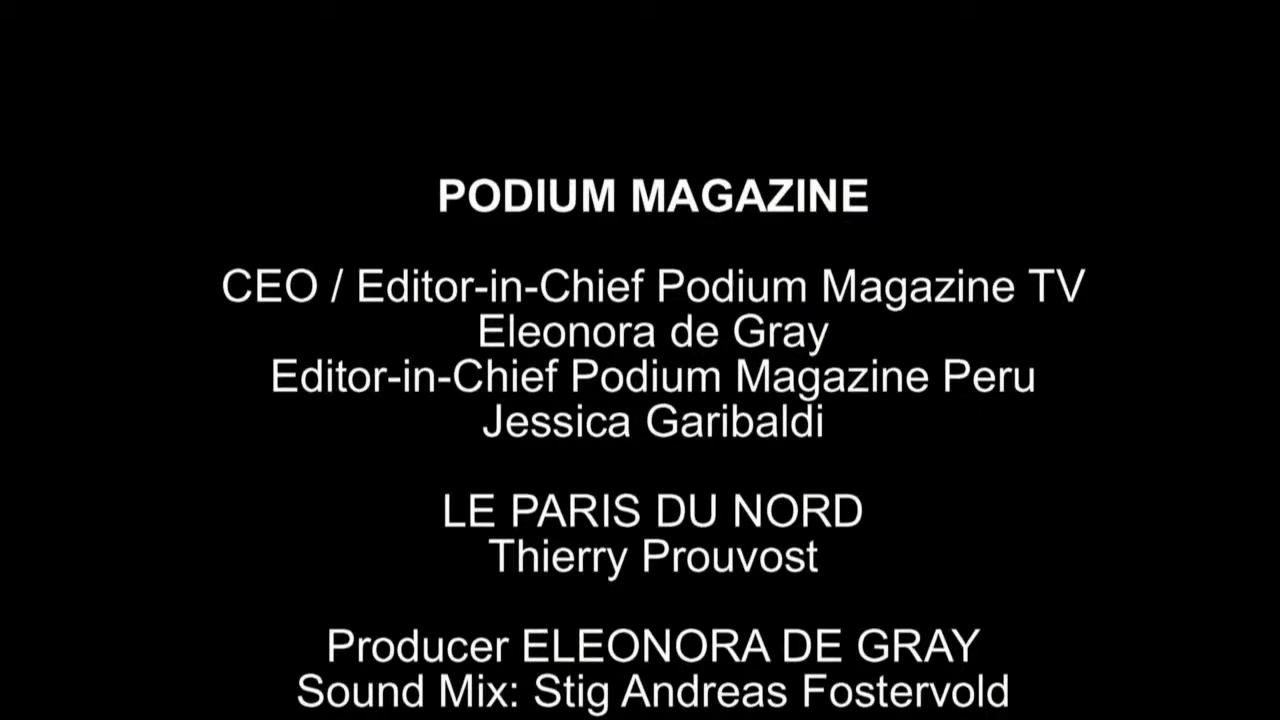 PODIUM MAGAZINE
CEO / Editor-in-Chief Podium Magazine TV
Eleonora de Gray
Editor-in-Chief Podium Magazine Peru
Jessica Garibaldi
LE PARIS DU NORD
Thierry Prouvost
Producer ELEONORA DE GRAY
Sound Mix: Stig Andreas Fostervold